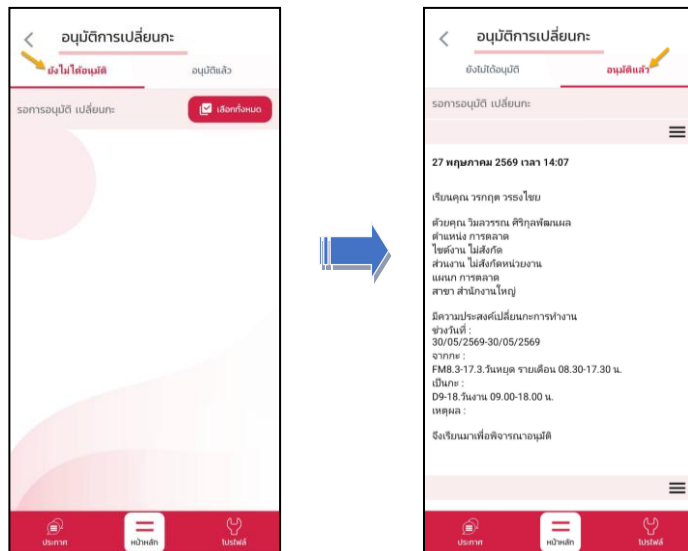 อนุมัติการเปลี่ยนกะ
ยังไม่ได้อนุมัติ
อนุมัติแล้ว
รอการอนุมัติ เปลี่ยนกะ
เลือกทั้งหมด
ประกาศ
หน้าหลัก
โปรไฟล์
อนุมัติการเปลี่ยนกะ
ยังไม่ได้อนุมัติ
อนุมัติแล้ว
รอการอนุมัติ เปลี่ยนกะ
27 พฤษภาคม 2569 เวลา 14:07
เรียนคุณ วรกฤต วรธงไชย
ด้วยคุณ วิมลวรรณ ศิริกุลพัฒนผล
ตำแหน่ง การตลาด
ไซต์งาน ไม่สังกัด
ส่วนงาน ไม่สังกัดหน่วยงาน
แผนก การตลาด
สาขา สำนักงานใหญ่
มีความประสงค์เปลี่ยนกะการทำงาน
ช่วงวันที่ :
30/05/2569-30/05/2569
จากกะ :
FM8.3-17.3.วันหยุด รายเดือน 08.30-17.30 น.
เป็นกะ :
D9-18.วันงาน 09.00-18.00 น.
เหตุผล :
จึงเรียนมาเพื่อพิจารณาอนุมัติ
ประกาศ
หน้าหลัก
โปรไฟล์